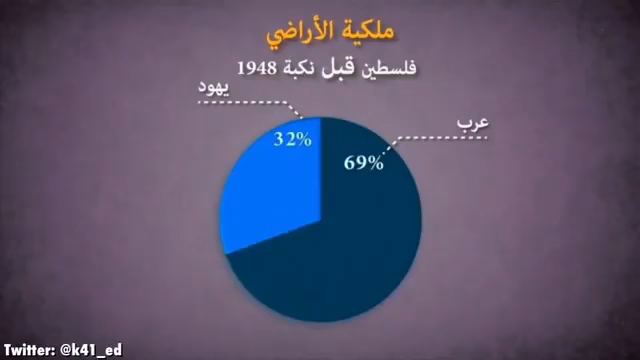 ملكية الأراضي
فلسطين قبل نكبة 1948
يهود
عرب
32%
69%
Twitter: @k41_ed